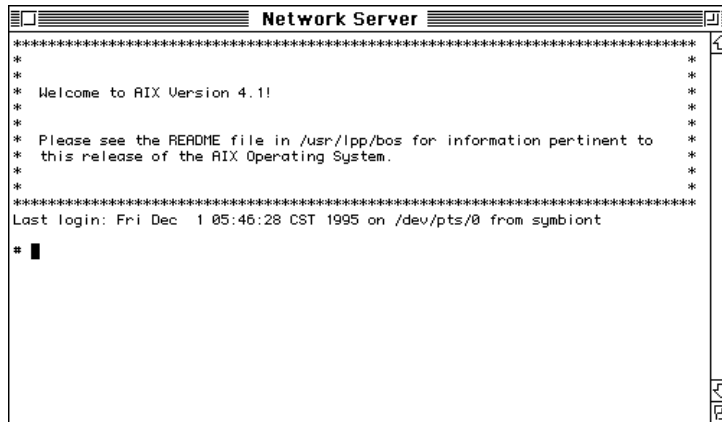 Network Server
*******************************************************************************
*                                                                             *
*                                                                             *
*  Welcome to AIX Version 4.1!                                                *
*                                                                             *
*                                                                             *
*  Please see the README file in /usr/lpp/bos for information pertinent to    *
*  this release of the AIX Operating System.                                  *
*                                                                             *
*                                                                             *
*******************************************************************************
Last login: Fri Dec  1 05:46:28 CST 1995 on /dev/pts/0 from symbiont
#